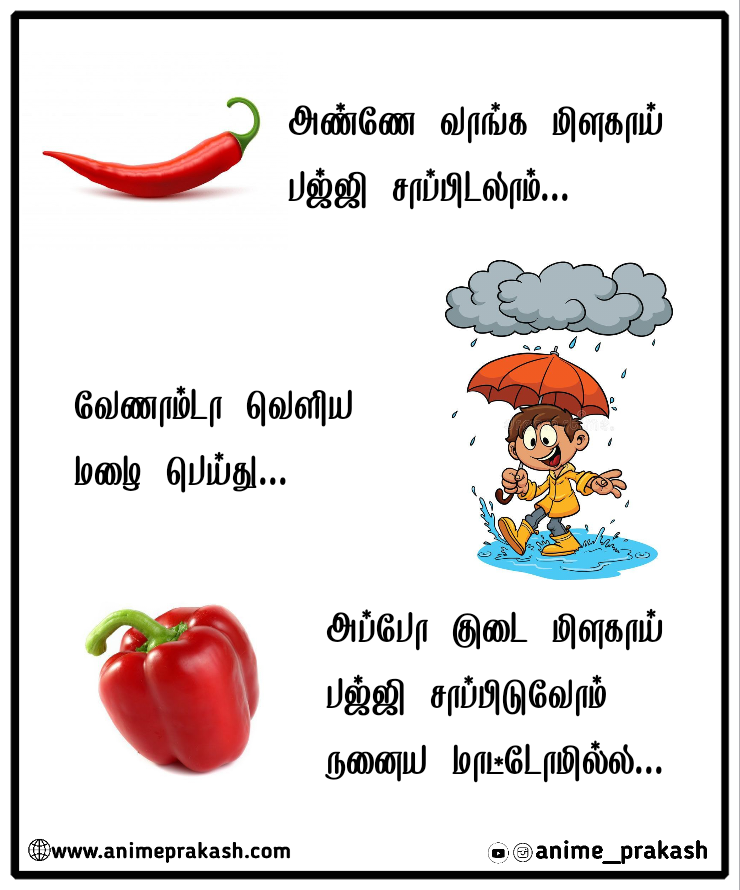 அண்ணே வாங்க மிளகாய்
பஜ்ஜி சாப்பிடலாம்...
வேணாம்டா வெளிய
மழை பெய்து...
அப்போ குடை மிளகாய்
பஜ்ஜி சாப்பிடுவோம்
நனைய மாட்டோமில்ல...
www.animeprakash.com
anime_prakash